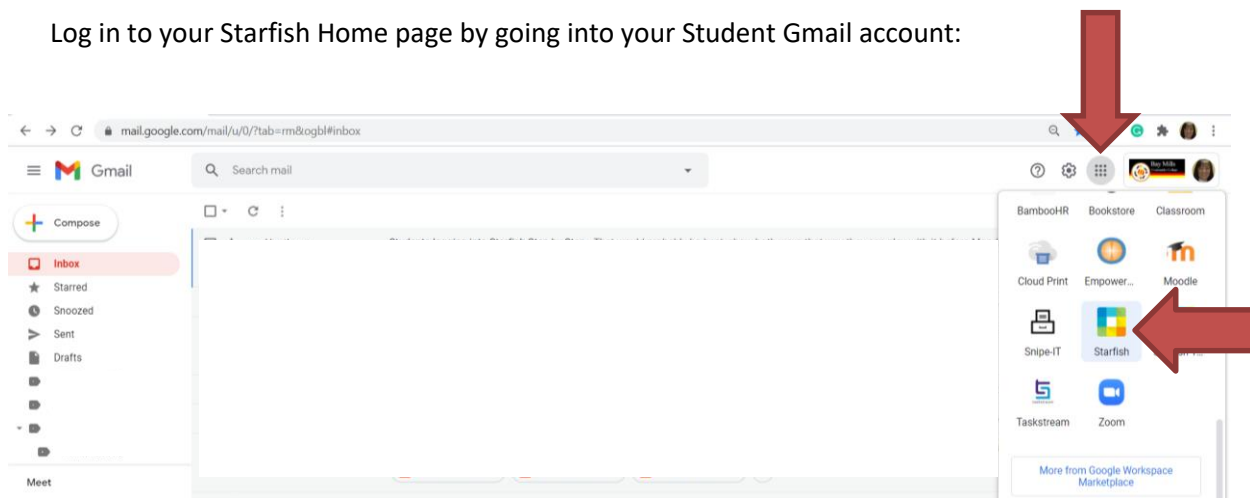 Log in to your Starfish Home page by going into your Student Gmail account:
mail.google.com/mail/u/0/?tab=rm&ogbl#inbox
Gmail
Search mail
Bay Mills
Compose
BambooHR Bookstore Classroom
Inbox
Starred
Cloud Print Empower... Moodle
Snoozed
Sent
Drafts
Snipe-IT Starfish
Taskstream Zoom
More from Google Workspace
Marketplace
Meet